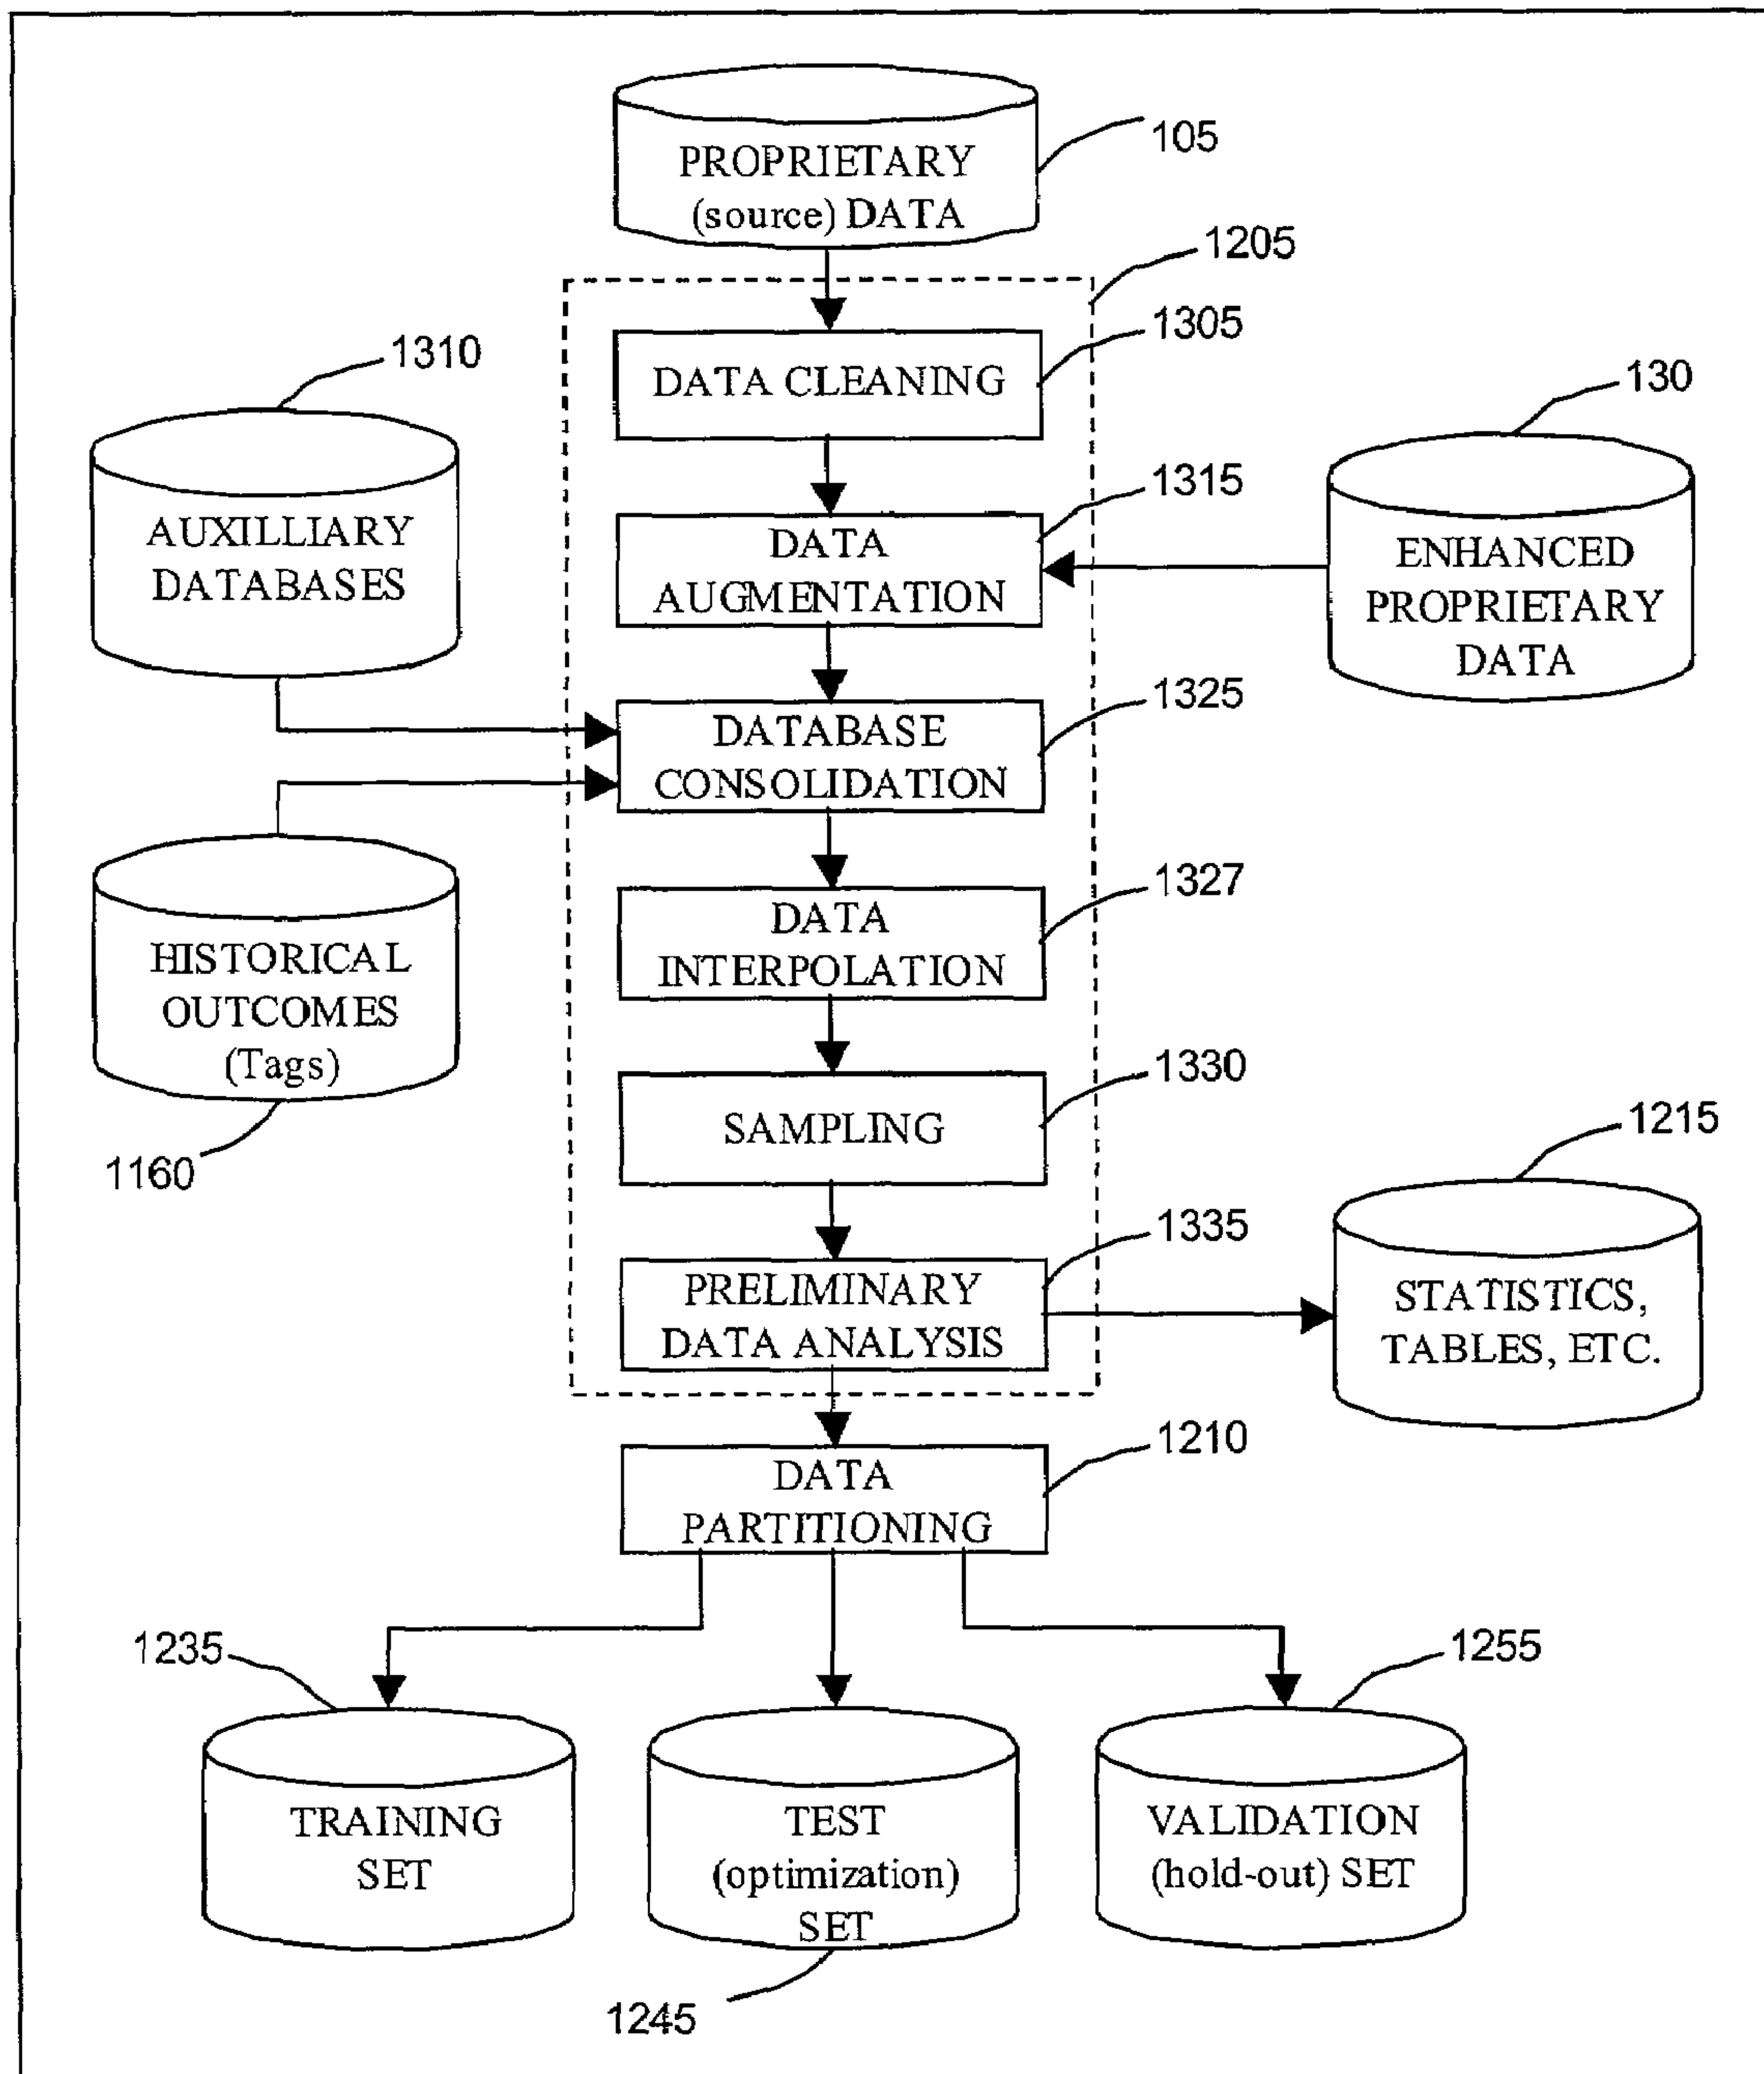 PROPRIETARY
(source) DATA
105
1205
DATA CLEANING
1305
1310
AUXILLIARY
DATABASES
130
ENHANCED
PROPRIETARY
DATA
DATA
AUGMENTATION
1315
DATABASE
CONSOLIDATION
1325
HISTORICAL
OUTCOMES
(Tags)
1160
DATA
INTERPOLATION
1327
SAMPLING
1330
PRELIMINARY
DATA ANALYSIS
1335
1215
STATISTICS,
TABLES, ETC.
DATA
PARTITIONING
1210
1235
TRAINING
SET
TEST
(optimization)
SET
1245
1255
VALIDATION
(hold-out) SET